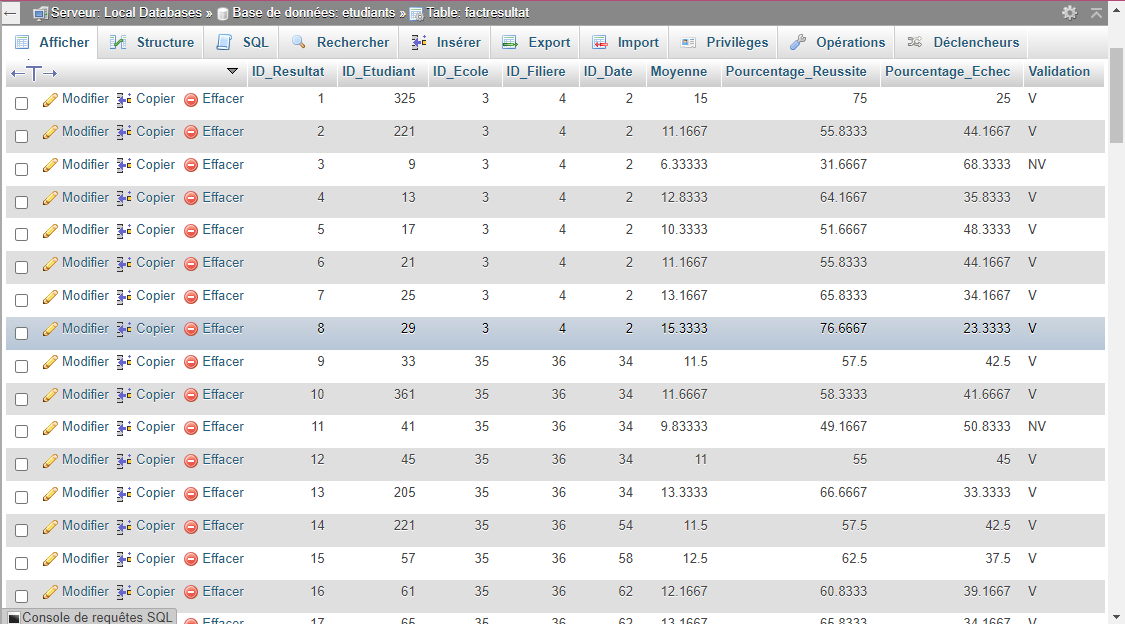 Serveur: Local Databases » Base de données: etudiants » Table: factresultat
Afficher Structure SQL Rechercher Insérer Export Import Privilèges Opérations Déclencheurs
←T→ ID_Resultat ID_Etudiant ID_Ecole ID_Filiere ID_Date Moyenne Pourcentage_Reussite Pourcentage_Echec Validation
Modifier Copier Effacer 1 325 3 4 2 15 75 25 V
Modifier Copier Effacer 2 221 3 4 2 11.1667 55.8333 44.1667 V
Modifier Copier Effacer 3 9 3 4 2 6.33333 31.6667 68.3333 NV
Modifier Copier Effacer 4 13 3 4 2 12.8333 64.1667 35.8333 V
Modifier Copier Effacer 5 17 3 4 2 10.3333 51.6667 48.3333 V
Modifier Copier Effacer 6 21 3 4 2 11.1667 55.8333 44.1667 V
Modifier Copier Effacer 7 25 3 4 2 13.1667 65.8333 34.1667 V
Modifier Copier Effacer 8 29 3 4 2 15.3333 76.6667 23.3333 V
Modifier Copier Effacer 9 33 35 36 34 11.5 57.5 42.5 V
Modifier Copier Effacer 10 361 35 36 34 11.6667 58.3333 41.6667 V
Modifier Copier Effacer 11 41 35 36 34 9.83333 49.1667 50.8333 NV
Modifier Copier Effacer 12 45 35 36 34 11 55 45 V
Modifier Copier Effacer 13 205 35 36 34 13.3333 66.6667 33.3333 V
Modifier Copier Effacer 14 221 35 36 54 11.5 57.5 42.5 V
Modifier Copier Effacer 15 57 35 36 58 12.5 62.5 37.5 V
Modifier Copier Effacer 16 61 35 36 62 12.1667 60.8333 39.1667 V
Effacer 17 65 35 36 62 13.1667 65.8333 34.1667 V
Console de requêtes SQL